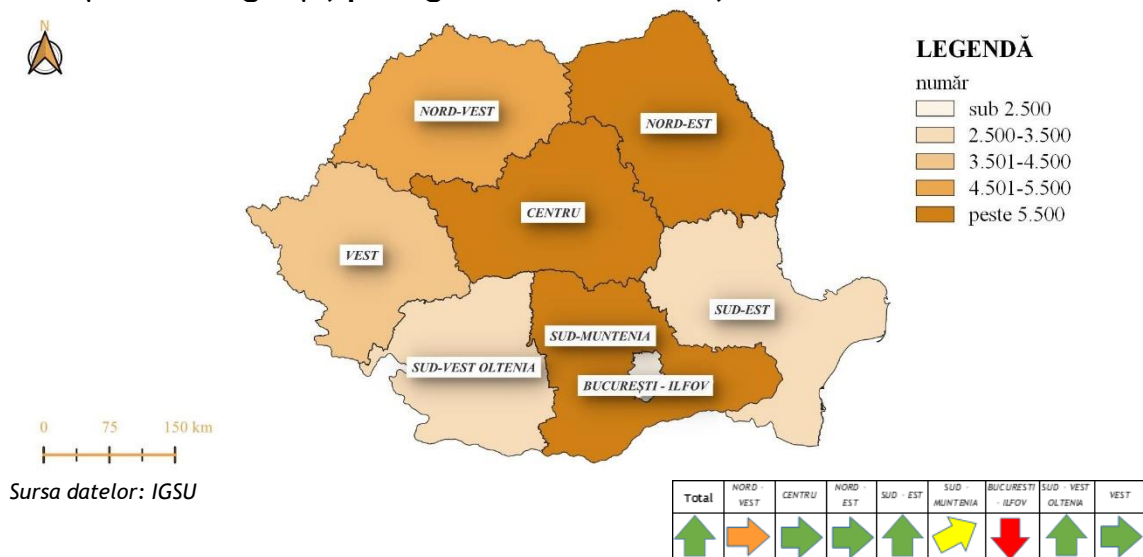 N
LEGENDĂ
număr
sub 2.500
2.500-3.500
3.501-4.500
4.501-5.500
peste 5.500
NORD-VEST
NORD-EST
CENTRU
VEST
SUD-EST
SUD-MUNTENIA
SUD-VEST OLTENIA
BUCUREȘTI - ILFOV
0 75 150 km
Sursa datelor: IGSU
Total
NORD -
VEST
CENTRU
NORD -
EST
SUD - EST
SUD -
MUNTENIA
BUCURESTI
- ILFOV
SUD - VEST
OLTENIA
VEST